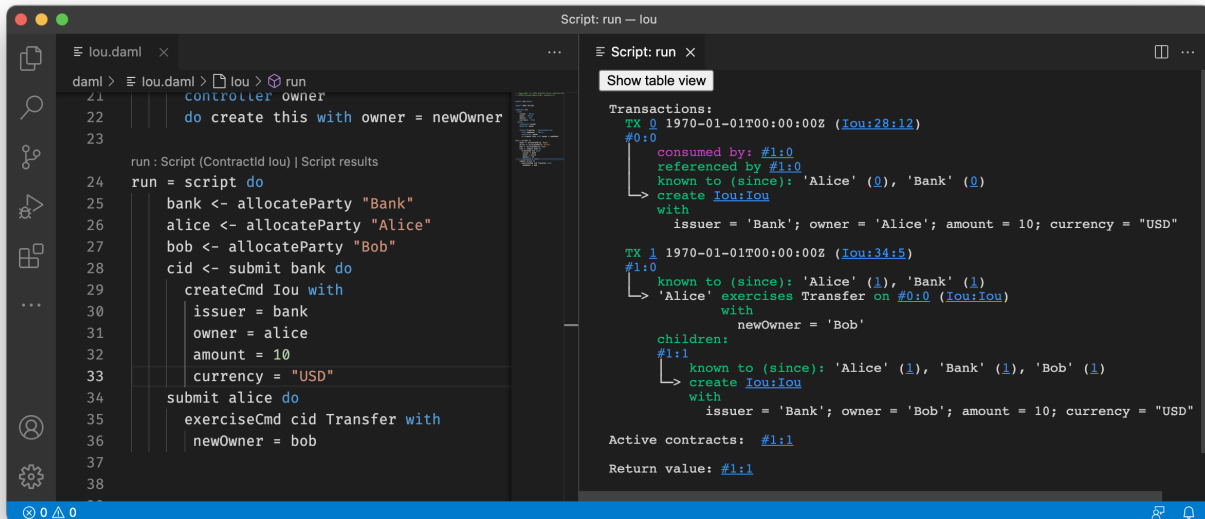 Script: run — Iou
Iou.daml
daml > Iou.daml > Iou > run
21 controller owner
22 do create this with owner = newOwner
23
run : Script (ContractId Iou) | Script results
24 run = script do
25 bank <- allocateParty "Bank"
26 alice <- allocateParty "Alice"
27 bob <- allocateParty "Bob"
28 cid <- submit bank do
29 createCmd Iou with
30 issuer = bank
31 owner = alice
32 amount = 10
33 currency = "USD"
34 submit alice do
35 exerciseCmd cid Transfer with
36 newOwner = bob
37
38
0 0
Script: run
Show table view
Transactions:
TX 0 1970-01-01T00:00:00Z (Iou:28:12)
#0:0
consumed by: #1:0
referenced by #1:0
known to (since): 'Alice' (0), 'Bank' (0)
create Iou:Iou
with
issuer = 'Bank'; owner = 'Alice'; amount = 10; currency = "USD"
TX 1 1970-01-01T00:00:00Z (Iou:34:5)
#1:0
known to (since): 'Alice' (1), 'Bank' (1)
'Alice' exercises Transfer on #0:0 (Iou:Iou)
with
newOwner = 'Bob'
children:
#1:1
known to (since): 'Alice' (1), 'Bank' (1), 'Bob' (1)
create Iou:Iou
with
issuer = 'Bank'; owner = 'Bob'; amount = 10; currency = "USD"
Active contracts: #1:1
Return value: #1:1